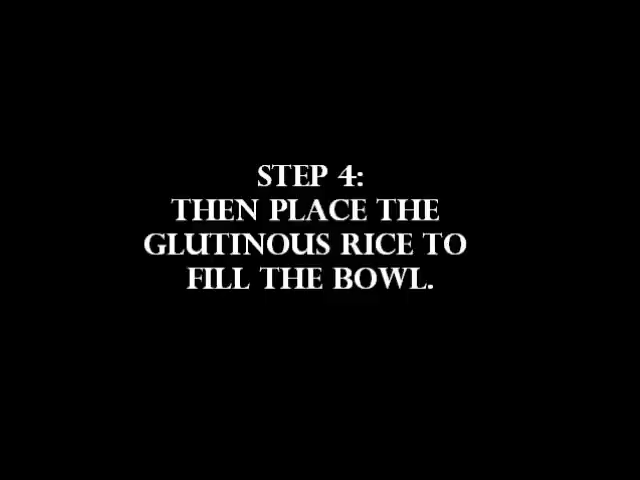 STEP 4:
THEN PLACE THE
GLUTINOUS RICE TO
FILL THE BOWL.